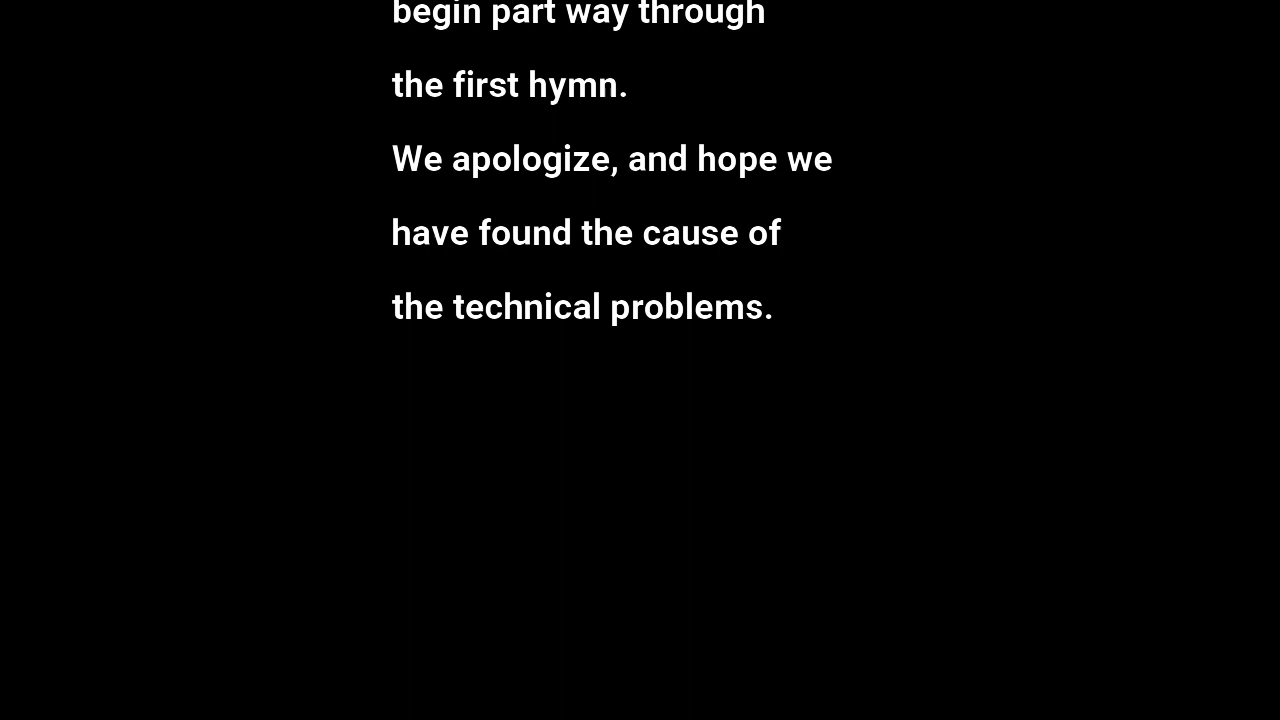 begin part way through
the first hymn.
We apologize, and hope we
have found the cause of
the technical problems.